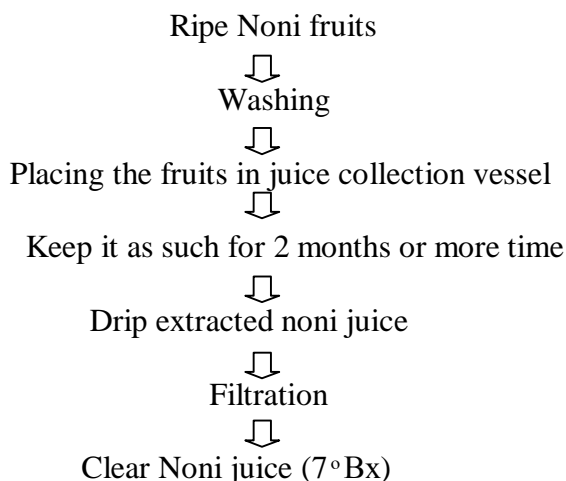 Ripe Noni fruits
Washing
Placing the fruits in juice collection vessel
Keep it as such for 2 months or more time
Drip extracted noni juice
Filtration
Clear Noni juice (7°Bx)